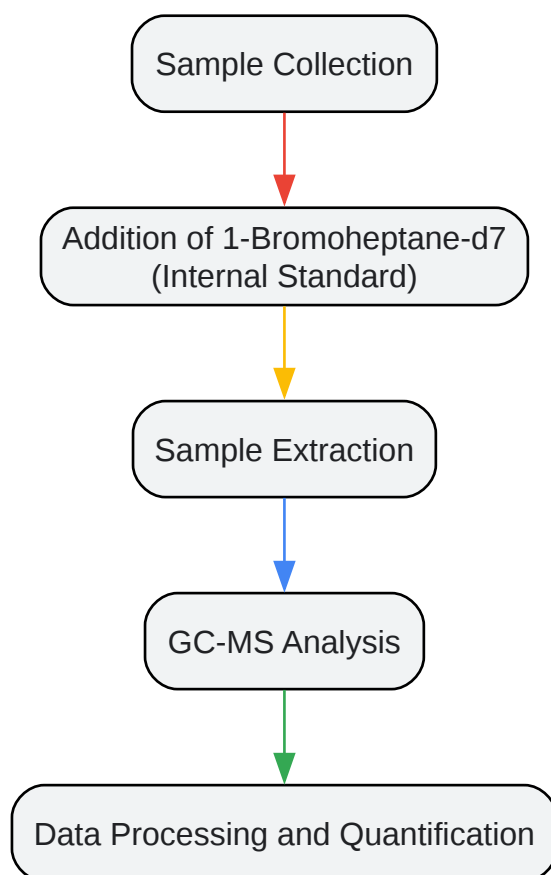 Sample Collection
Addition of 1-Bromoheptane-d7
(Internal Standard)
Sample Extraction
GC-MS Analysis
Data Processing and Quantification